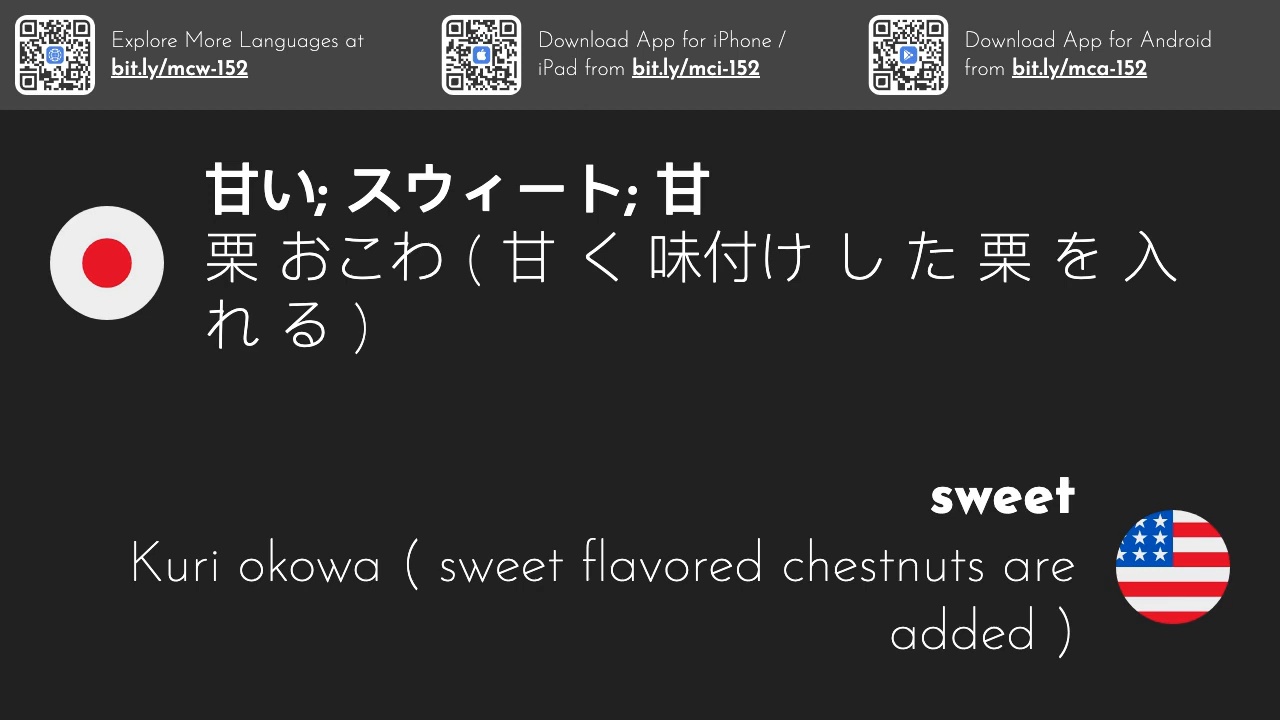 Explore More Languages at
bit.ly/mcw-152
Download App for iPhone /
iPad from bit.ly/mci-152
Download App for Android
from bit.ly/mca-152
甘い; スウィート; 甘
栗 おこわ ( 甘 く 味付け し た 栗 を 入
れ る )
sweet
Kuri okowa ( sweet flavored chestnuts are
added )